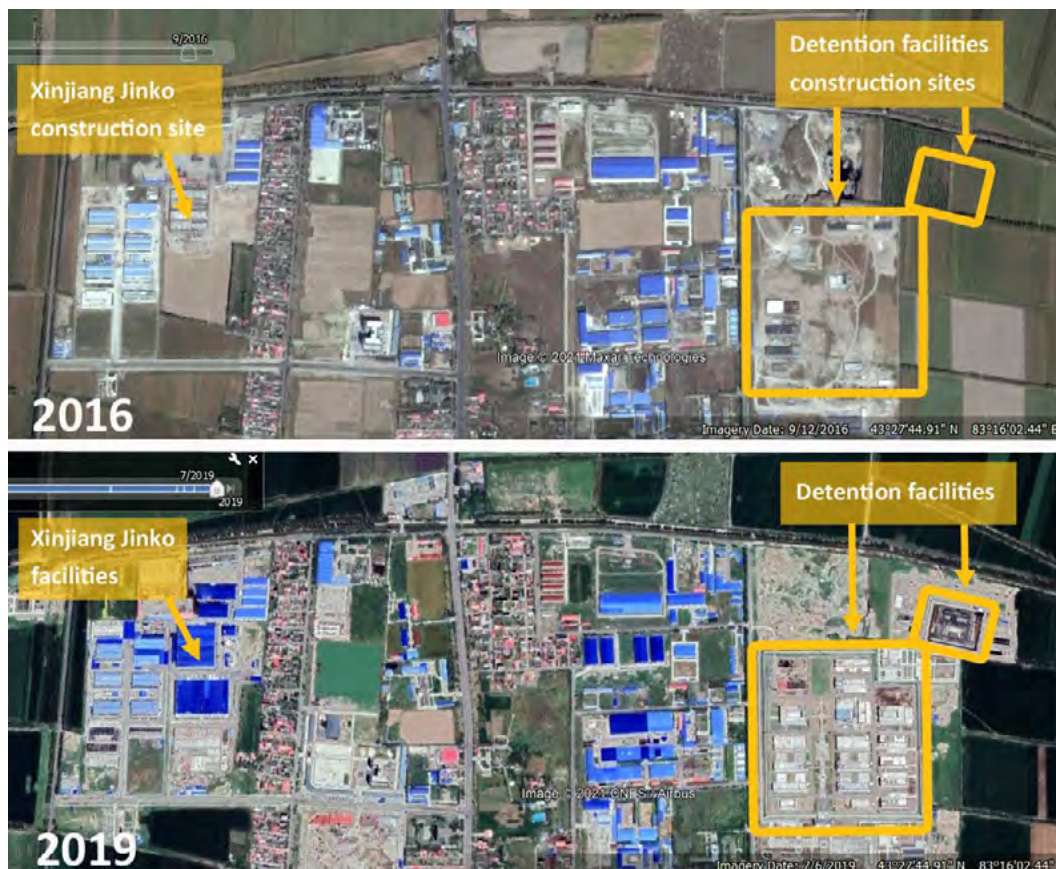 9/2016
Xinjiang Jinko
construction site
Detention facilities
construction sites
Image © 2021 Maxar Technologies
2016
Imagery Date: 9/12/2016 43°27'44.91" N 83°16'02.44" E
7/2019
2019
Xinjiang Jinko
facilities
Detention facilities
Image © 2021 CNES / Airbus
2019
Imagery Date: 7/6/2019 43°27'44.91" N 83°16'02.44"